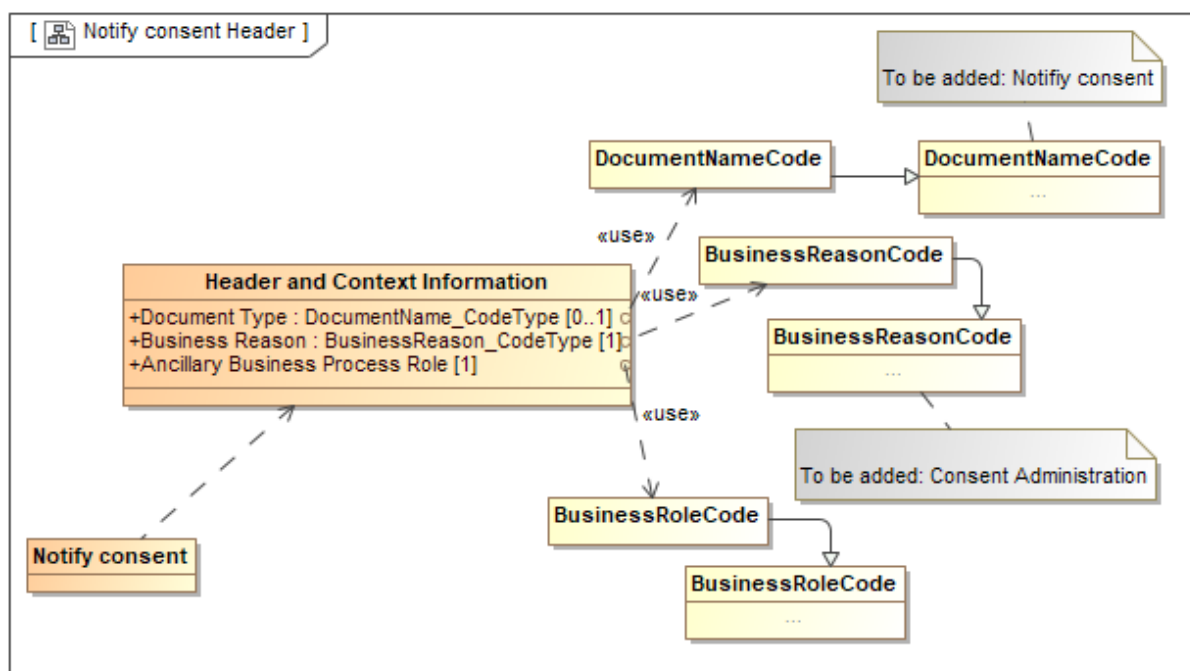 [ Notify consent Header ]
To be added: Notifiy consent
DocumentNameCode
DocumentNameCode
...
«use»
BusinessReasonCode
Header and Context Information
«use»
+Document Type : DocumentName_CodeType [0..1]
+Business Reason : BusinessReason_CodeType [1]
+Ancillary Business Process Role [1]
BusinessReasonCode
...
«use»
To be added: Consent Administration
BusinessRoleCode
Notify consent
BusinessRoleCode
...